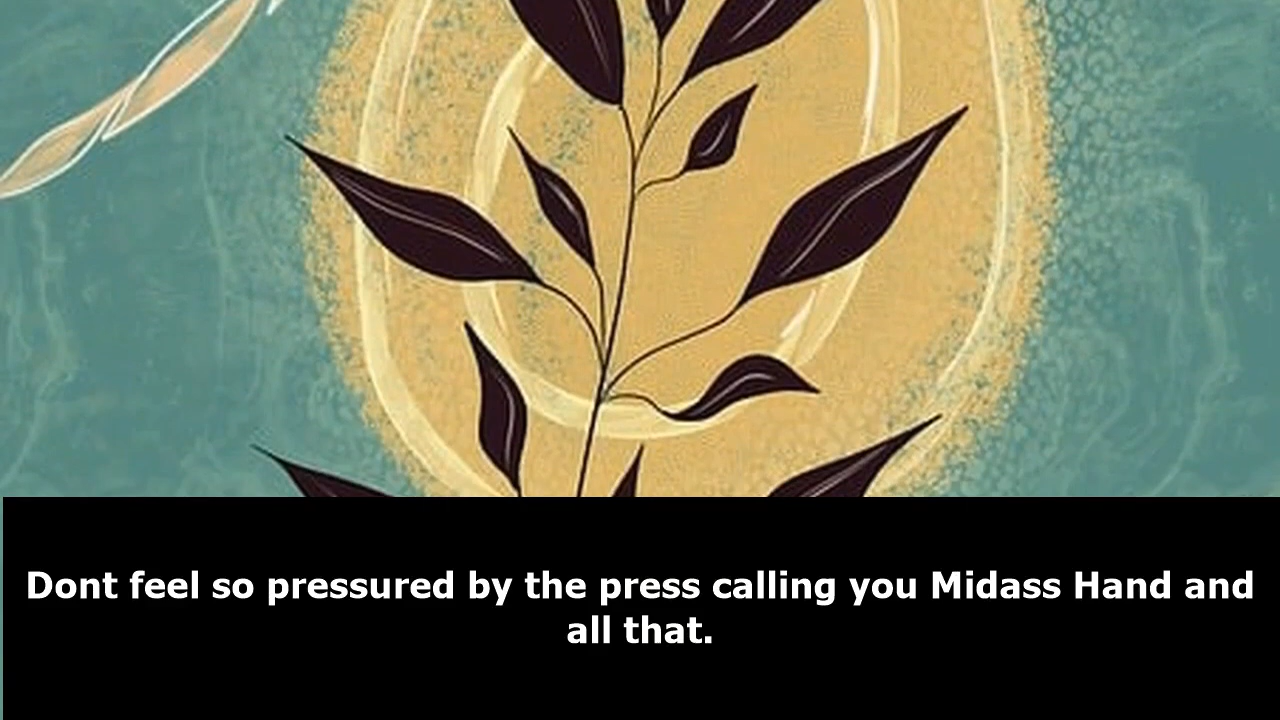 Dont feel so pressured by the press calling you Midass Hand and
all that.